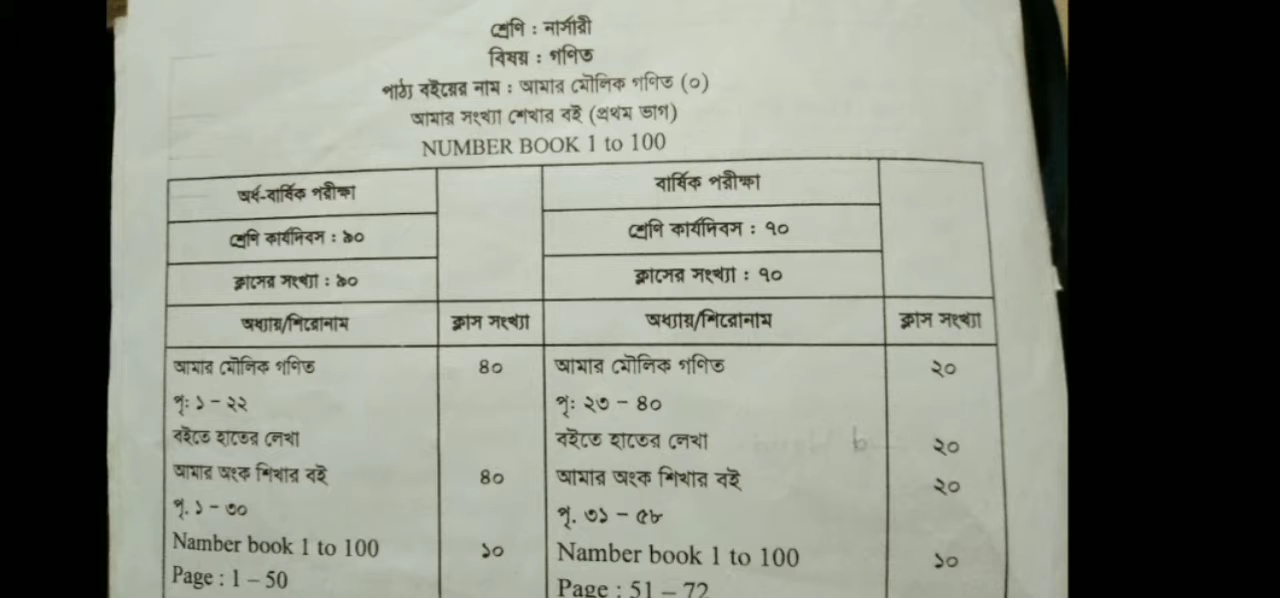 শ্রেণি : নার্সারী
বিষয় : গণিত
পাঠ্য বইয়ের নাম : আমার মৌলিক গণিত (০)
আমার সংখ্যা শেখার বই (প্রথম ভাগ)
NUMBER BOOK 1 to 100
অর্ধ-বার্ষিক পরীক্ষা বার্ষিক পরীক্ষা
শ্রেণি কার্যদিবস : ৯০ শ্রেণি কার্যদিবস : ৭০
ক্লাসের সংখ্যা : ৯০ ক্লাসের সংখ্যা : ৭০
অধ্যায়/শিরোনাম ক্লাস সংখ্যা অধ্যায়/শিরোনাম ক্লাস সংখ্যা
আমার মৌলিক গণিত ৪০ আমার মৌলিক গণিত ২০
পৃঃ ১ – ২২ পৃঃ ২৩ – ৪০
বইতে হাতের লেখা বইতে হাতের লেখা ২০
আমার অংক শিখার বই ৪০ আমার অংক শিখার বই ২০
পৃ. ১ – ৩০ পৃ. ৩১ – ৫৮
Namber book 1 to 100 ১০ Namber book 1 to 100 ১০
Page : 1 – 50 Page : 51 – 72